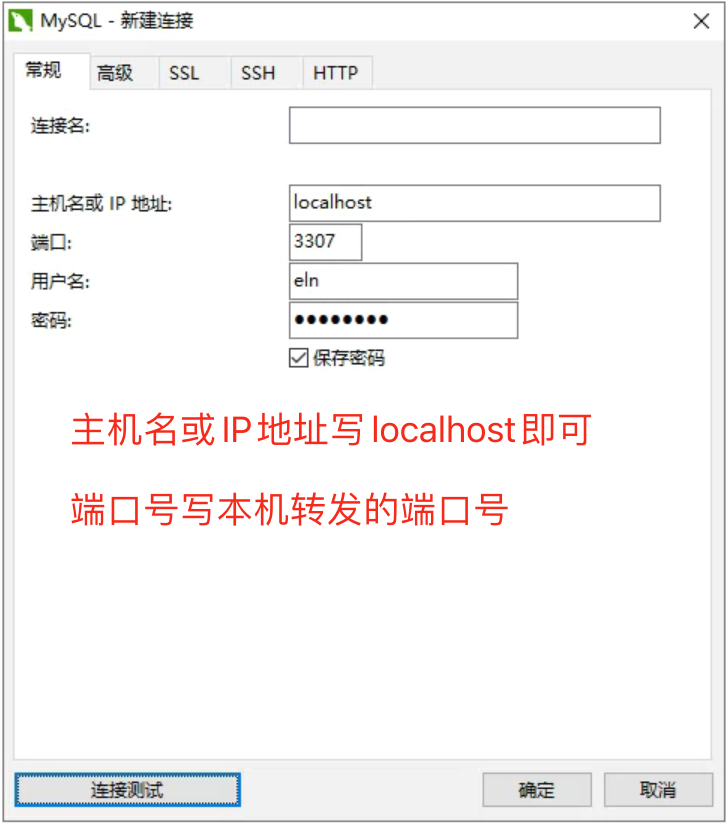 MySQL - 新建连接
常规 高级 SSL SSH HTTP
连接名:
主机名或 IP 地址: localhost
端口: 3307
用户名: eln
密码: ●●●●●●●●
保存密码
主机名或IP地址写localhost即可
端口号写本机转发的端口号
连接测试 确定 取消